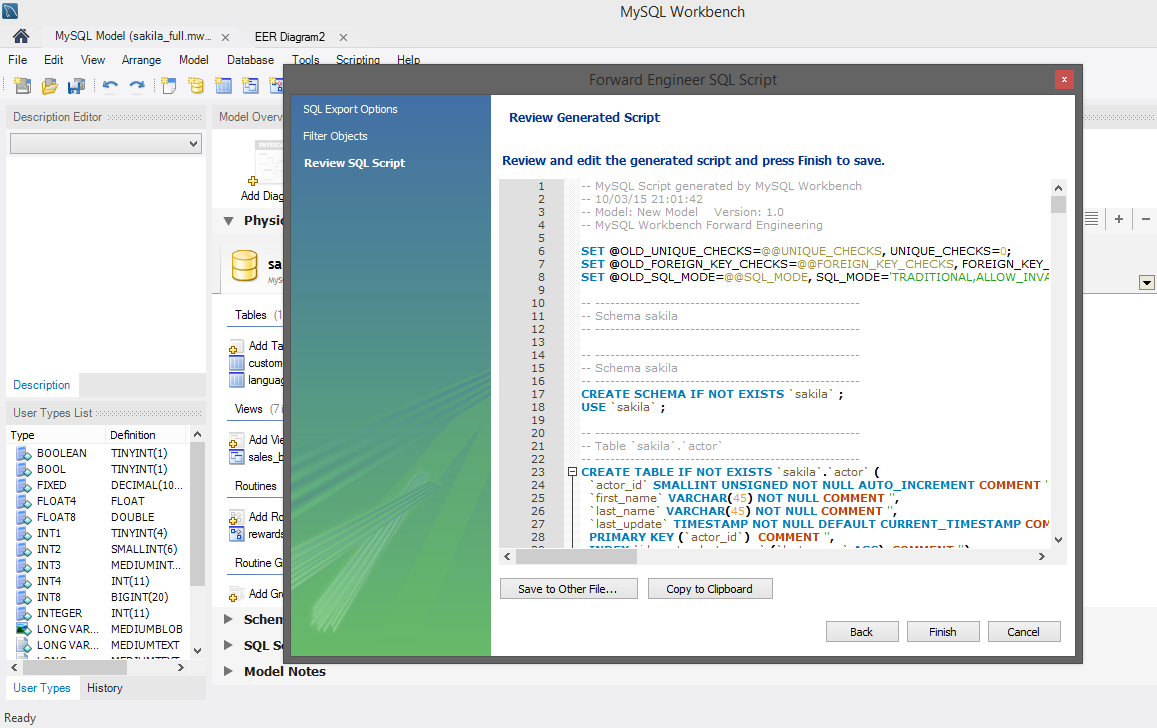 MySQL Workbench
MySQL Model (sakila_full.mw...
EER Diagram2
File Edit View Arrange Model Database Tools Scripting Help
Description Editor
Description
User Types List
Type Definition
BOOLEAN TINYINT(1)
BOOL TINYINT(1)
FIXED DECIMAL(10...
FLOAT4 FLOAT
FLOAT8 DOUBLE
INT1 TINYINT(4)
INT2 SMALLINT(6)
INT3 MEDIUMINT...
INT4 INT(11)
INT8 BIGINT(20)
INTEGER INT(11)
LONG VAR... MEDIUMBLOB
LONG VAR... MEDIUMTEXT
LONG MEDIUMTEXT
User Types History
Ready
Model Overv
Add Diag
Physic
sa
MyS
Tables (1
Add Ta
custom
languag
Views (7 i
Add Vie
sales_b
Routines
Add Ro
rewards
Routine G
Add Gr
Schem
SQL S
Model Notes
Forward Engineer SQL Script
x
SQL Export Options
Filter Objects
Review SQL Script
Review Generated Script
Review and edit the generated script and press Finish to save.
1 -- MySQL Script generated by MySQL Workbench
2 -- 10/03/15 21:01:42
3 -- Model: New Model    Version: 1.0
4 -- MySQL Workbench Forward Engineering
5
6 SET @OLD_UNIQUE_CHECKS=@@UNIQUE_CHECKS, UNIQUE_CHECKS=0;
7 SET @OLD_FOREIGN_KEY_CHECKS=@@FOREIGN_KEY_CHECKS, FOREIGN_KEY_
8 SET @OLD_SQL_MODE=@@SQL_MODE, SQL_MODE='TRADITIONAL,ALLOW_INVA
9
10 -- -----------------------------------------------------
11 -- Schema sakila
12 -- -----------------------------------------------------
13
14 -- -----------------------------------------------------
15 -- Schema sakila
16 -- -----------------------------------------------------
17 CREATE SCHEMA IF NOT EXISTS `sakila` ;
18 USE `sakila` ;
19
20 -- -----------------------------------------------------
21 -- Table `sakila`.`actor`
22 -- -----------------------------------------------------
23 CREATE TABLE IF NOT EXISTS `sakila`.`actor` (
24 `actor_id` SMALLINT UNSIGNED NOT NULL AUTO_INCREMENT COMMENT '
25 `first_name` VARCHAR(45) NOT NULL COMMENT '',
26 `last_name` VARCHAR(45) NOT NULL COMMENT '',
27 `last_update` TIMESTAMP NOT NULL DEFAULT CURRENT_TIMESTAMP COM
28 PRIMARY KEY (`actor_id`)  COMMENT '',
Save to Other File...
Copy to Clipboard
Back
Finish
Cancel